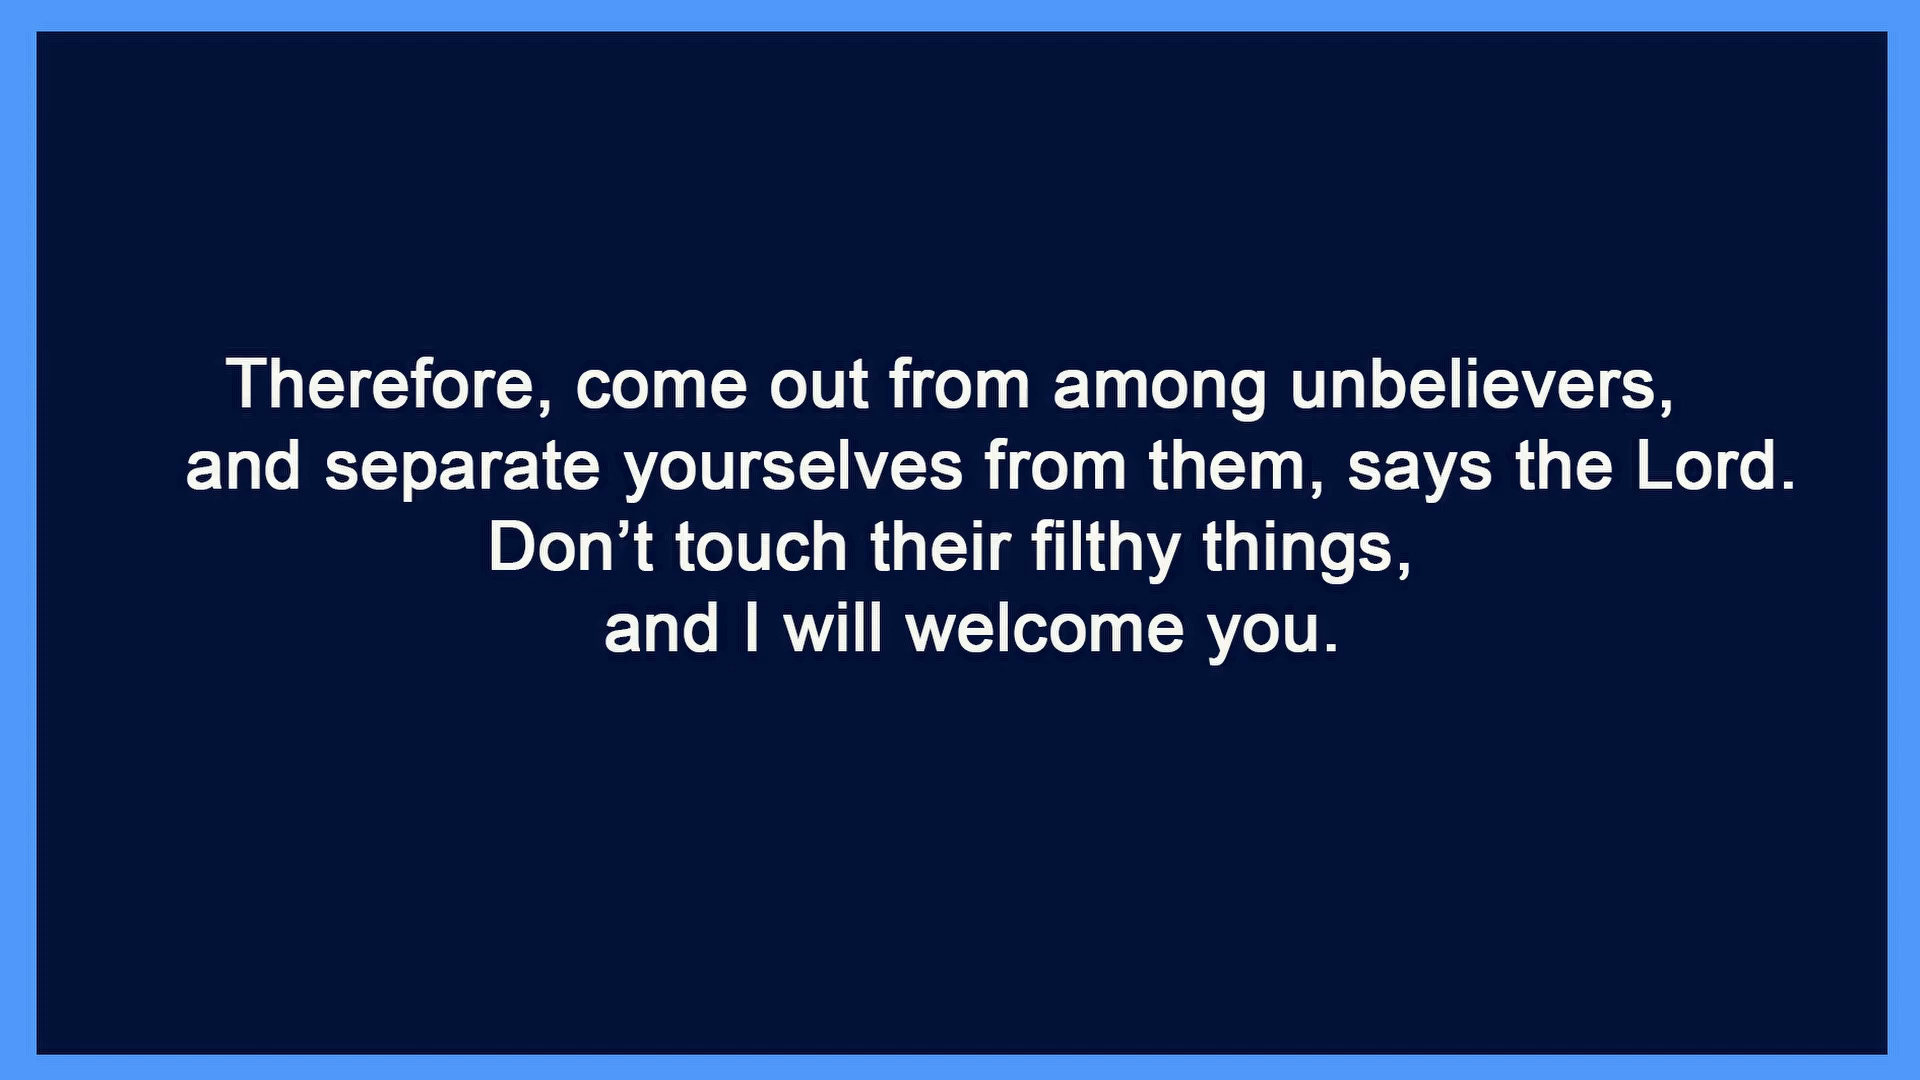 Therefore, come out from among unbelievers,
and separate yourselves from them, says the Lord.
Don’t touch their filthy things,
and I will welcome you.